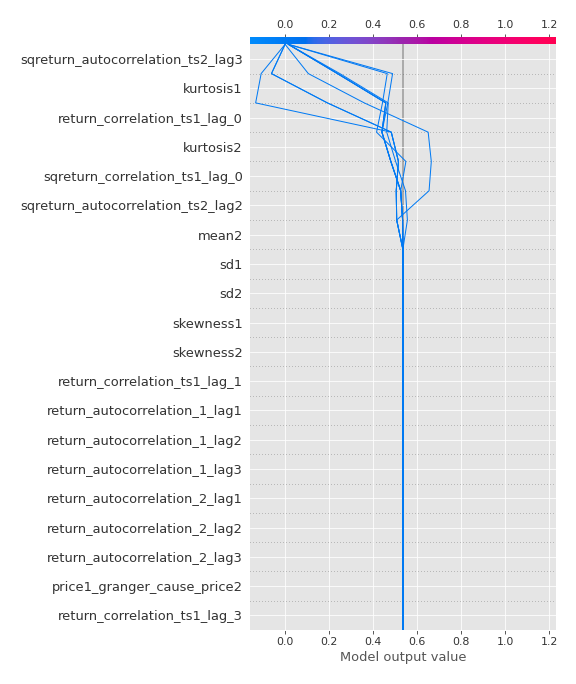 0.0 0.2 0.4 0.6 0.8 1.0 1.2
sqreturn_autocorrelation_ts2_lag3
kurtosis1
return_correlation_ts1_lag_0
kurtosis2
sqreturn_correlation_ts1_lag_0
sqreturn_autocorrelation_ts2_lag2
mean2
sd1
sd2
skewness1
skewness2
return_correlation_ts1_lag_1
return_autocorrelation_1_lag1
return_autocorrelation_1_lag2
return_autocorrelation_1_lag3
return_autocorrelation_2_lag1
return_autocorrelation_2_lag2
return_autocorrelation_2_lag3
price1_granger_cause_price2
return_correlation_ts1_lag_3
0.0 0.2 0.4 0.6 0.8 1.0 1.2
Model output value